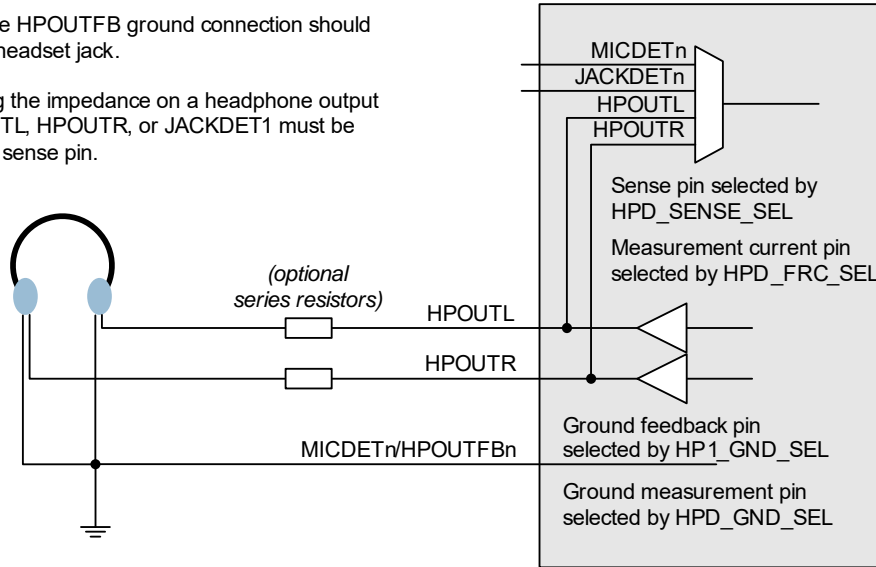 e HPOUTFB ground connection should
headset jack.
g the impedance on a headphone output
TL, HPOUTR, or JACKDET1 must be
sense pin.
MICDETn
JACKDETn
HPOUTL
HPOUTR
Sense pin selected by
HPD_SENSE_SEL
Measurement current pin
selected by HPD_FRC_SEL
(optional
series resistors)
HPOUTL
HPOUTR
MICDETn/HPOUTFBn
Ground feedback pin
selected by HP1_GND_SEL
Ground measurement pin
selected by HPD_GND_SEL